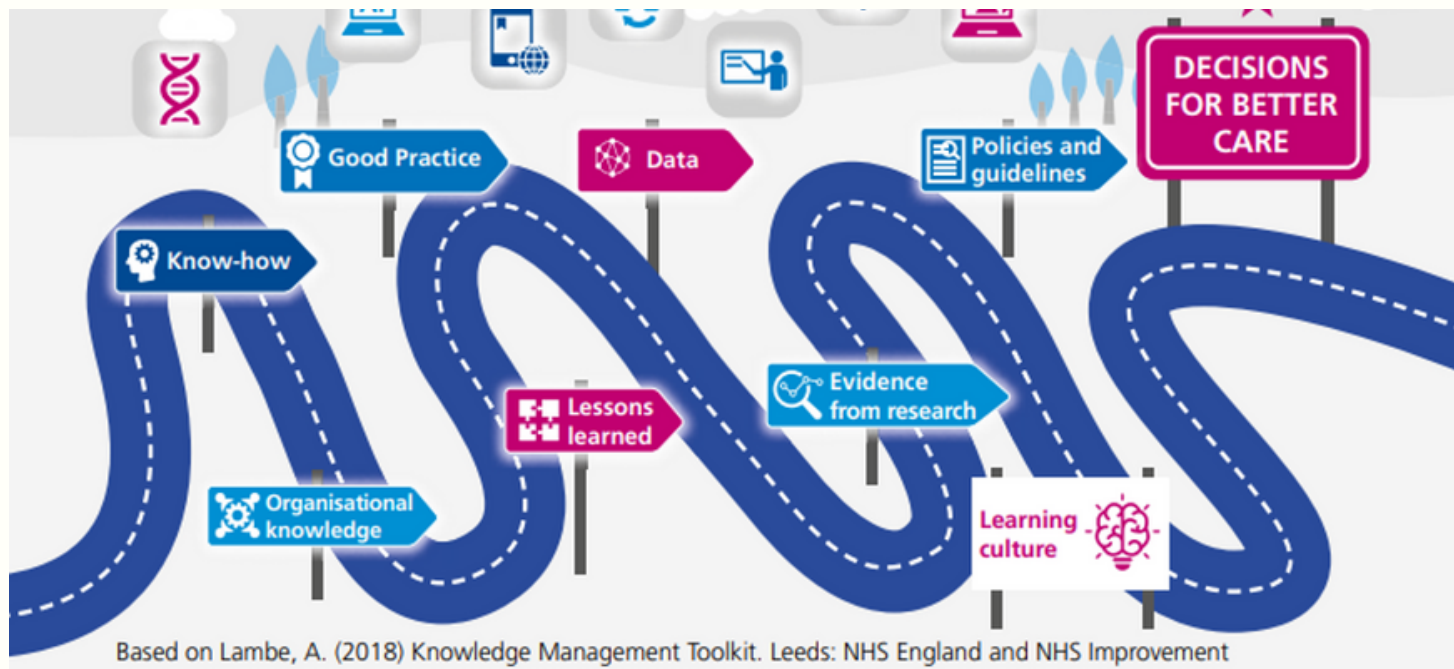 DECISIONS
FOR BETTER
CARE
Good Practice
Data
Policies and
guidelines
Know-how
Lessons
learned
Evidence
from research
Organisational
knowledge
Learning
culture
Based on Lambe, A. (2018) Knowledge Management Toolkit. Leeds: NHS England and NHS Improvement